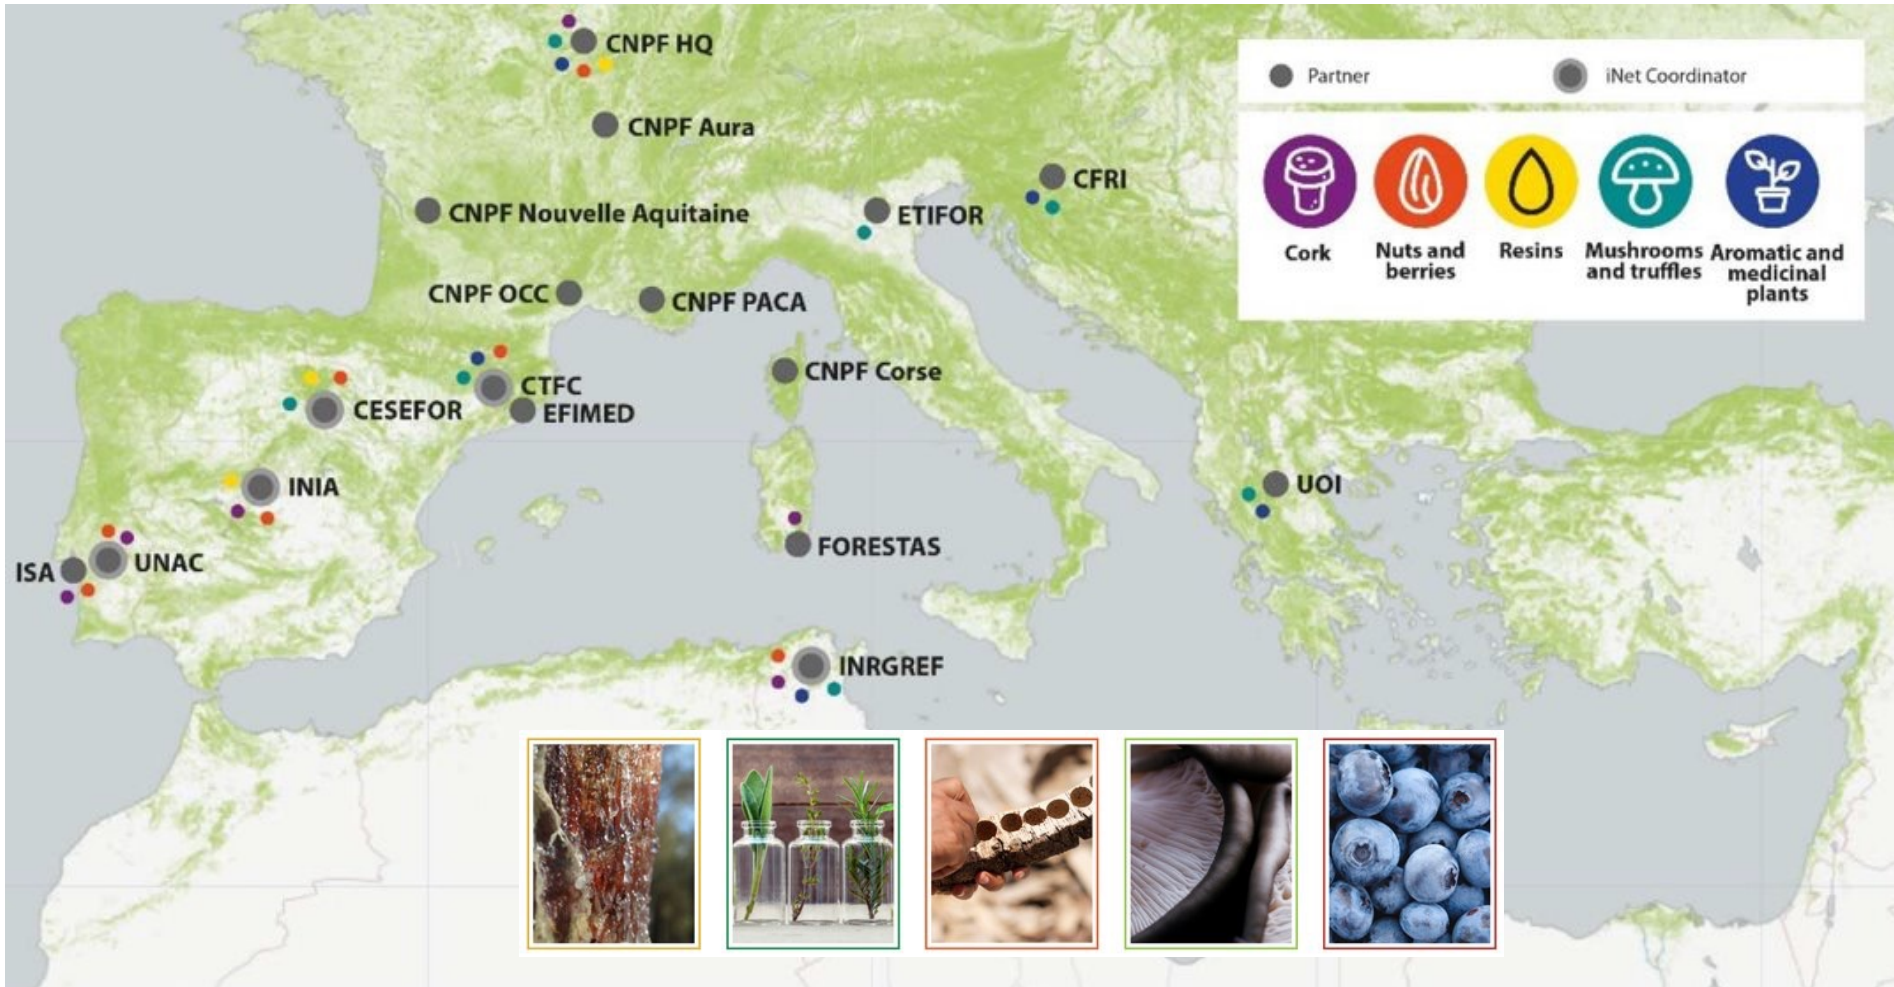 CNPF HQ
Partner
iNet Coordinator
CNPF Aura
CFRI
CNPF Nouvelle Aquitaine
ETIFOR
Cork
Nuts and
berries
Resins
Mushrooms
and truffles
Aromatic and
medicinal
plants
CNPF OCC
CNPF PACA
CNPF Corse
CTFC
CESEFOR
EFIMED
INIA
UOI
FORESTAS
UNAC
ISA
INRGREF